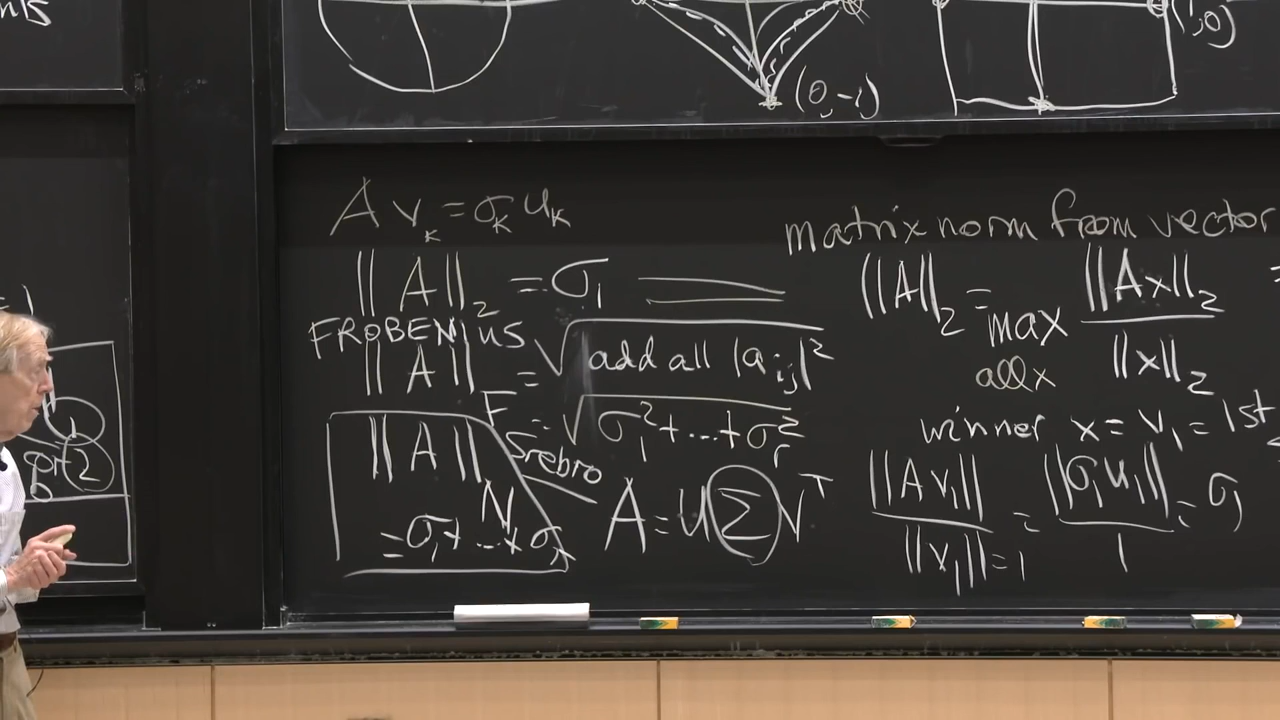 (0,-1)
(1,0)
A v_k = σ_k u_k
||A||_2 = σ_1
FROBENIUS
||A||_F = √(add all |a_ij|^2)
= √(σ_1^2 + ... + σ_r^2)
||A||_N
= σ_1 + ... + σ_r
Srebro
A = U Σ V^T
matrix norm from vector
||A||_2 = max ||Ax||_2 / ||x||_2
all x
winner x = v_1 = 1st
||A v_1|| / ||v_1|| = 1 = ||σ_1 u_1|| / 1 = σ_1